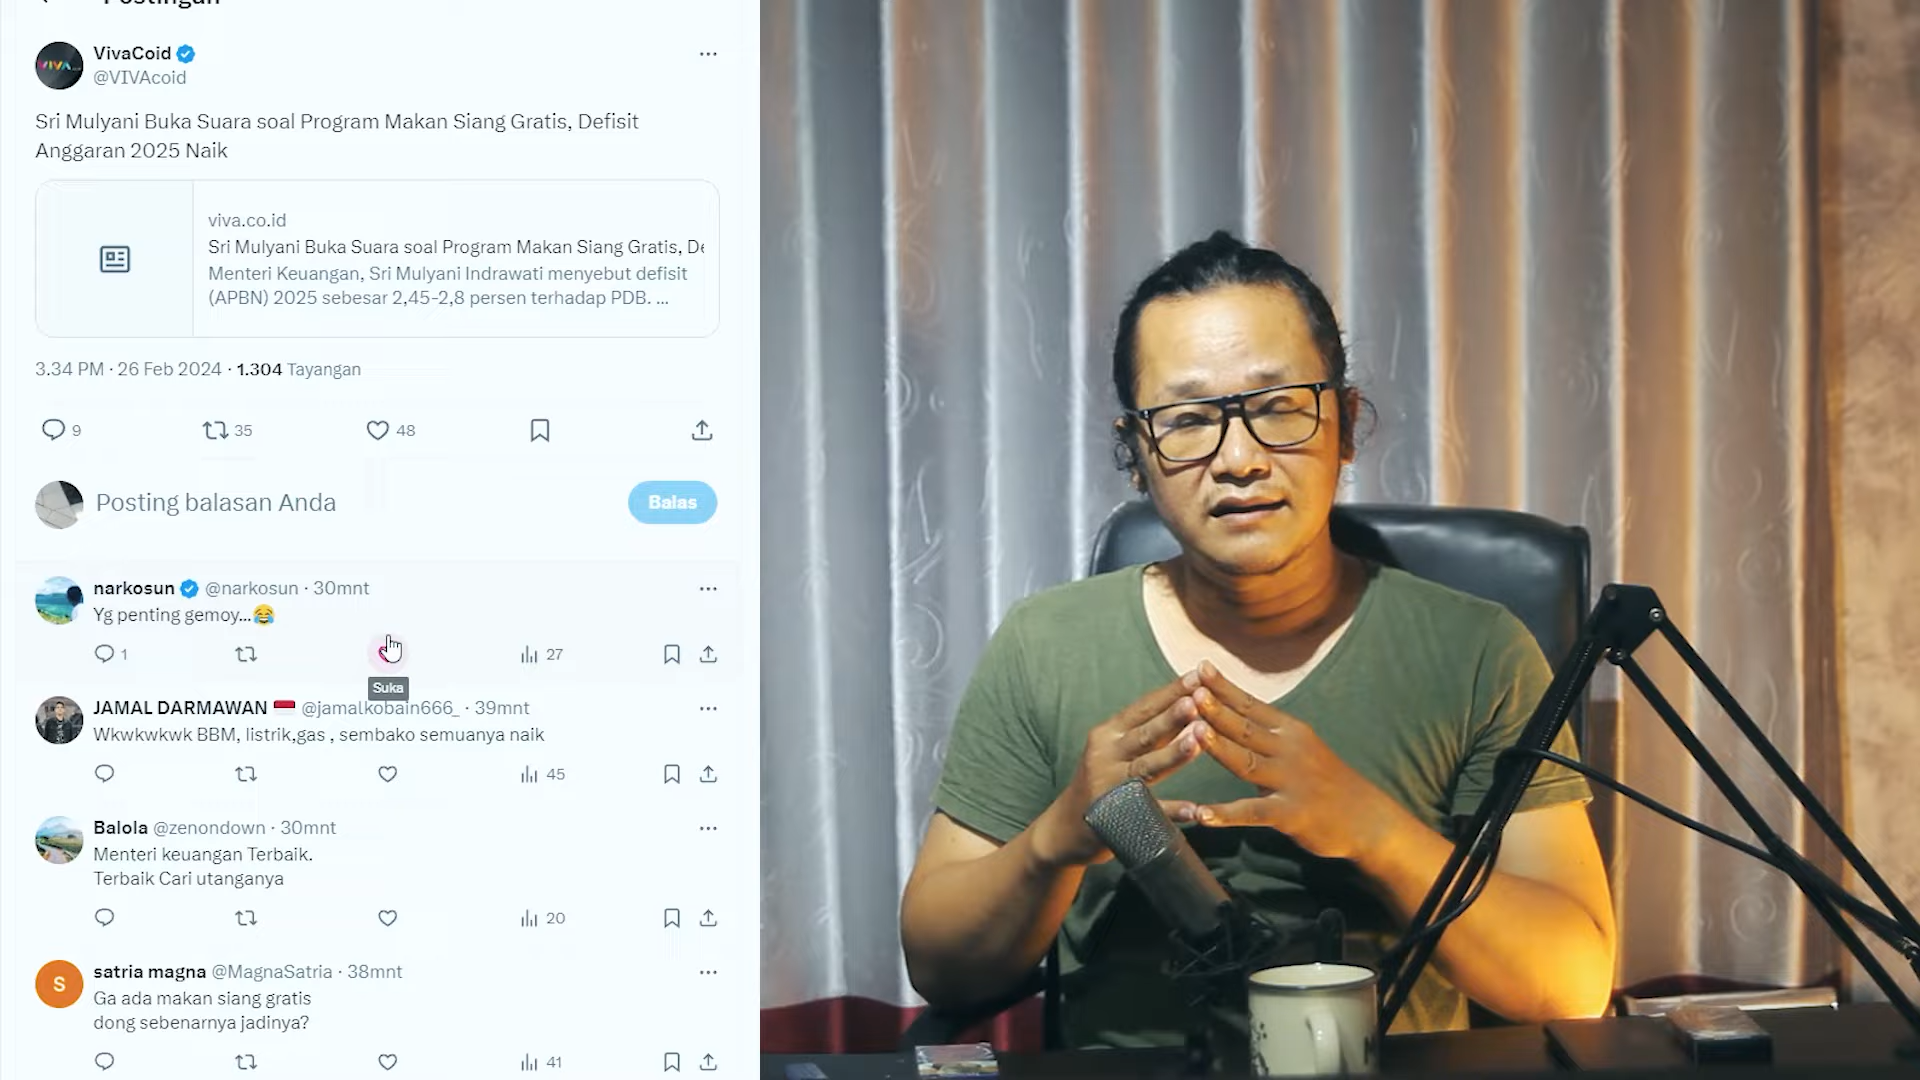 Postingan
VIVA
VivaCoid
@VIVAcoid
Sri Mulyani Buka Suara soal Program Makan Siang Gratis, Defisit
Anggaran 2025 Naik
viva.co.id
Sri Mulyani Buka Suara soal Program Makan Siang Gratis, De
Menteri Keuangan, Sri Mulyani Indrawati menyebut defisit
(APBN) 2025 sebesar 2,45-2,8 persen terhadap PDB. ...
3.34 PM · 26 Feb 2024 · 1.304 Tayangan
9 35 48
Posting balasan Anda
Balas
narkosun @narkosun · 30mnt
Yg penting gemoy...😂
1 27
Suka
JAMAL DARMAWAN 🇮🇩 @jamalkobain666_ · 39mnt
Wkwkwkwk BBM, listrik,gas , sembako semuanya naik
45
Balola @zenondown · 30mnt
Menteri keuangan Terbaik.
Terbaik Cari utanganya
20
S
satria magna @MagnaSatria · 38mnt
Ga ada makan siang gratis
dong sebenarnya jadinya?
41